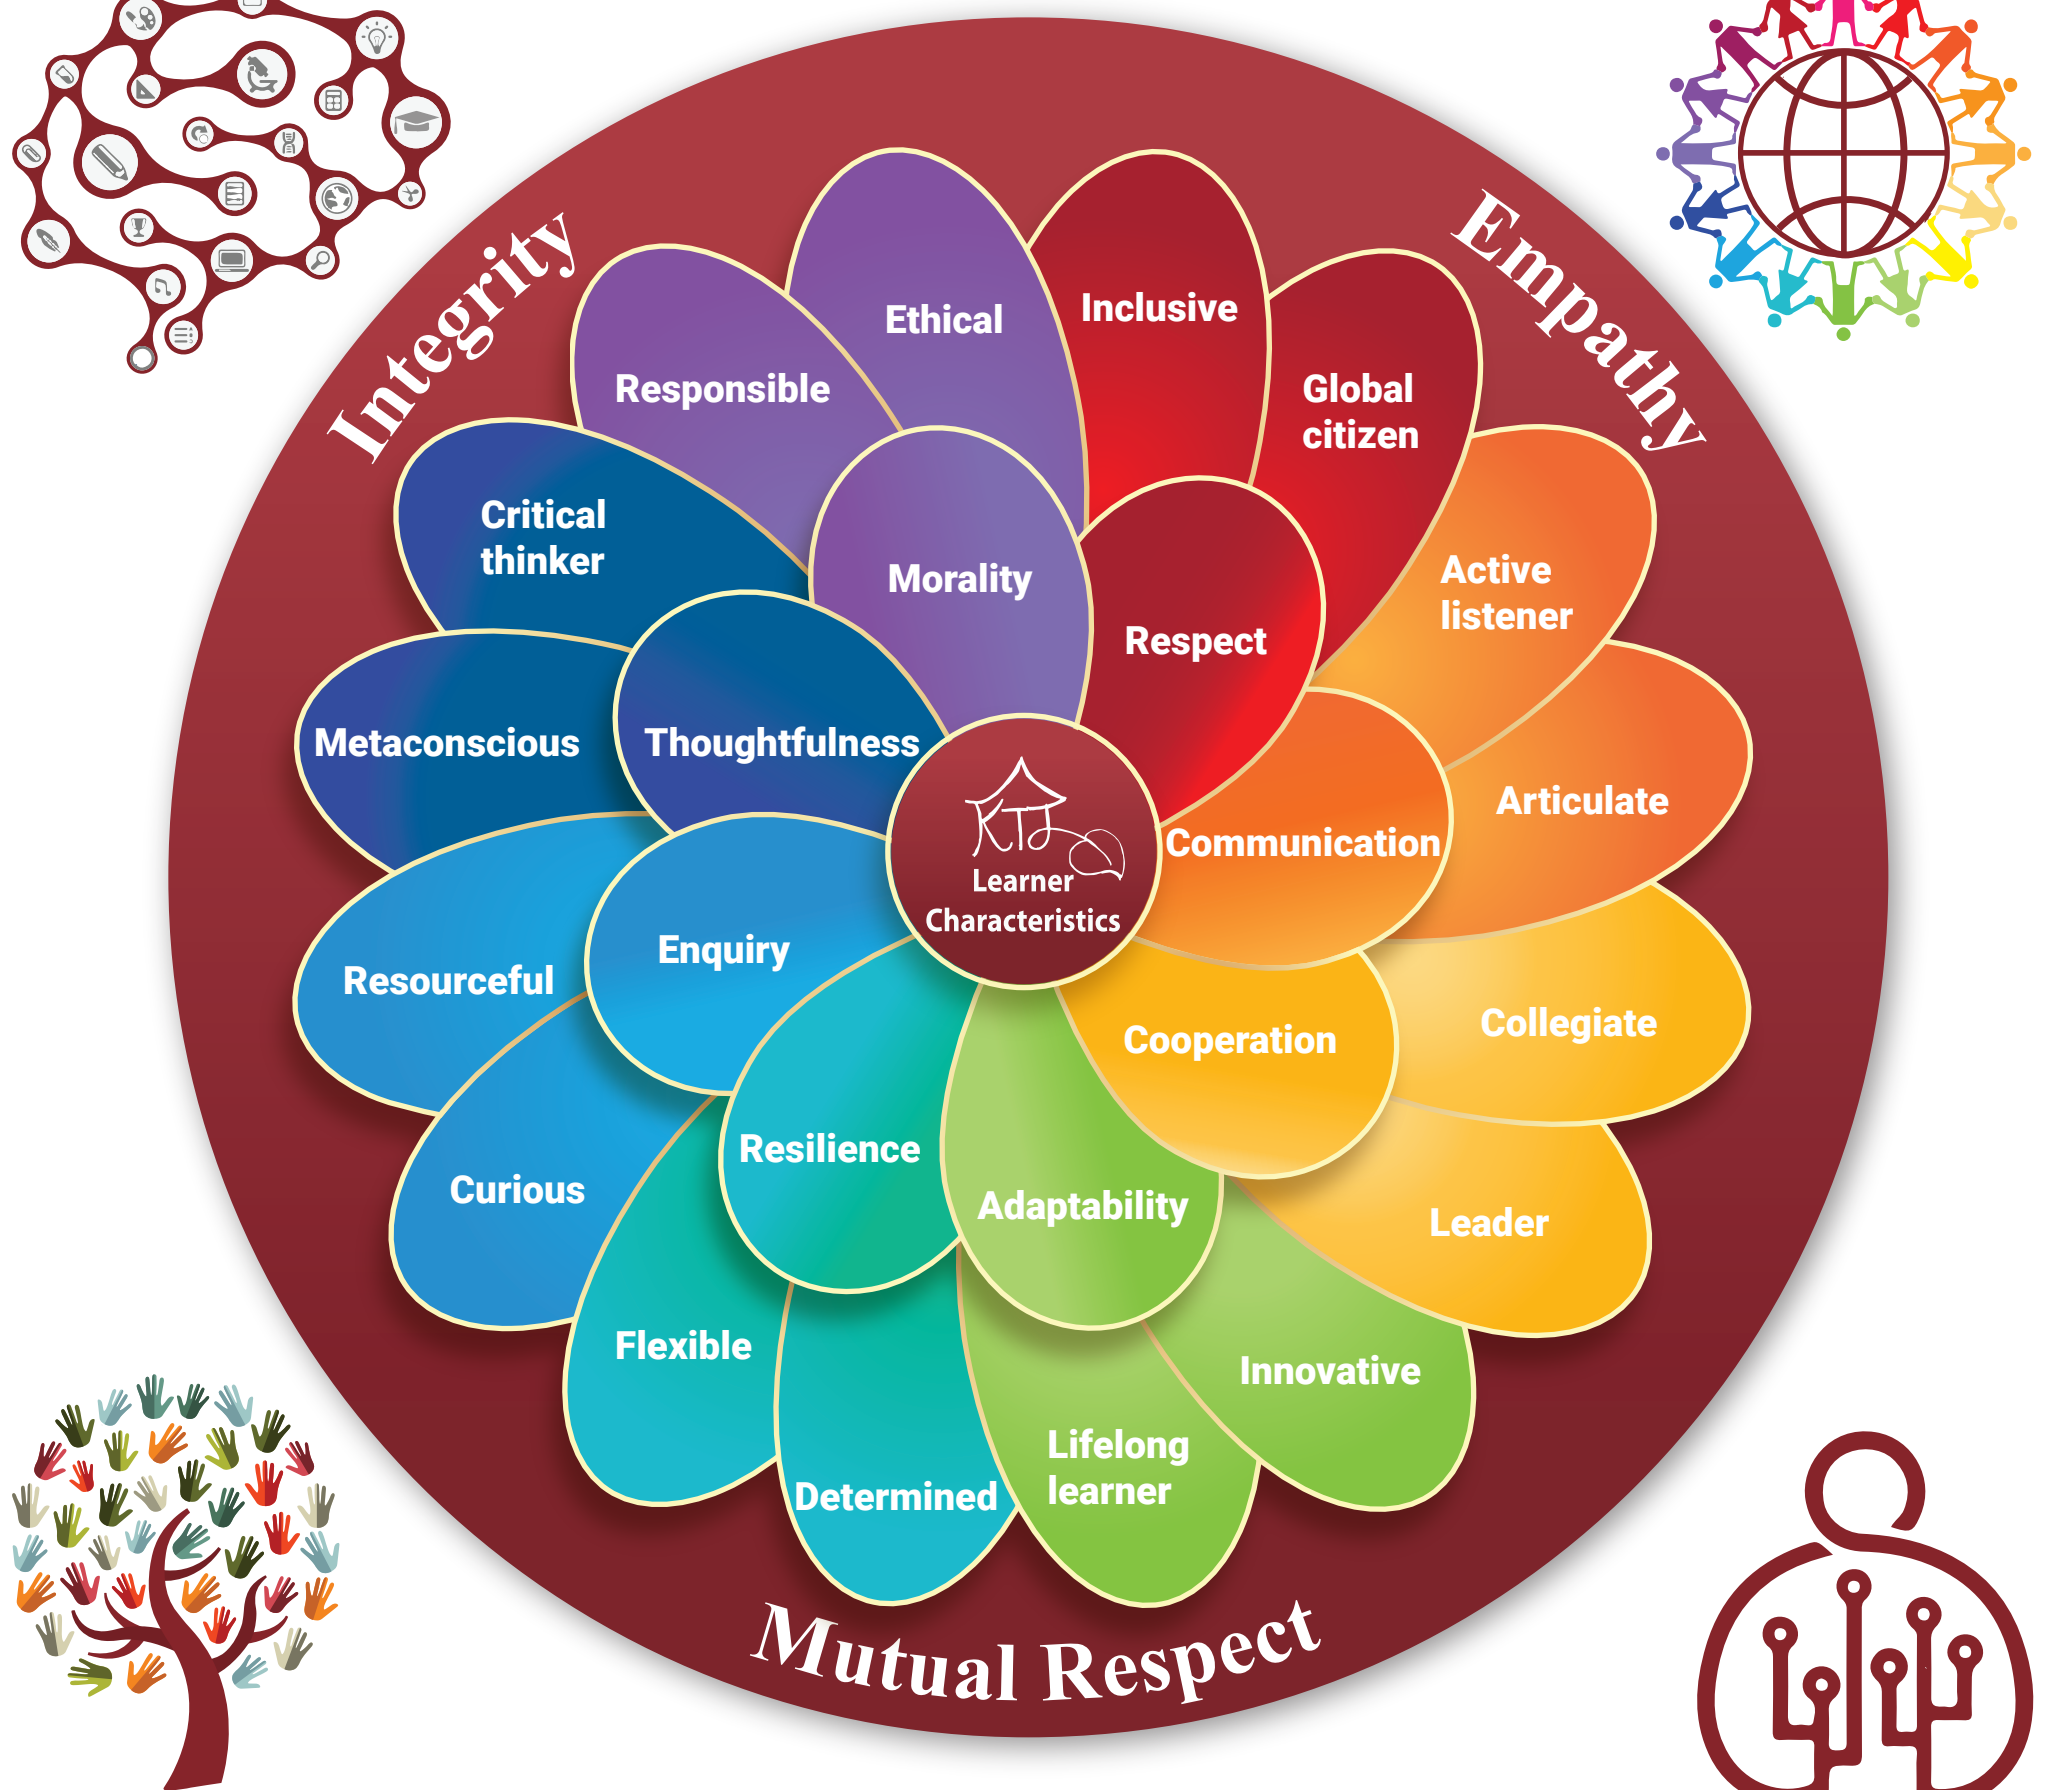 Integrity
Empathy
Ethical
Inclusive
Responsible
Global
citizen
Critical
thinker
Morality
Active
listener
Respect
Metaconscious
Thoughtfulness
Articulate
Communication
KTJ
Learner
Characteristics
Enquiry
Resourceful
Cooperation
Collegiate
Resilience
Curious
Adaptability
Leader
Flexible
Innovative
Determined
Lifelong
learner
Mutual Respect